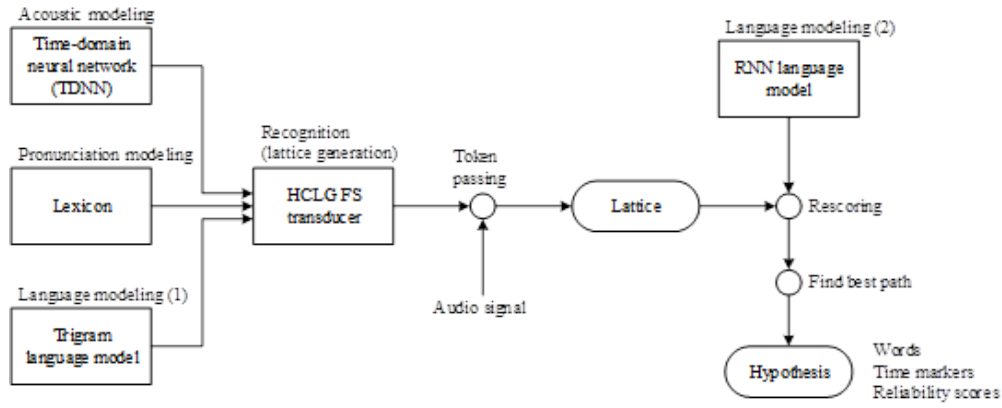 Acoustic modeling
Time-domain
neural network
(TDNN)
Pronunciation modeling
Lexicon
Language modeling (1)
Trigram
language model
Recognition
(lattice generation)
HCLG FS
transducer
Token
passing
Audio signal
Lattice
Language modeling (2)
RNN language
model
Rescoring
Find best path
Hypothesis
Words
Time markers
Reliability scores